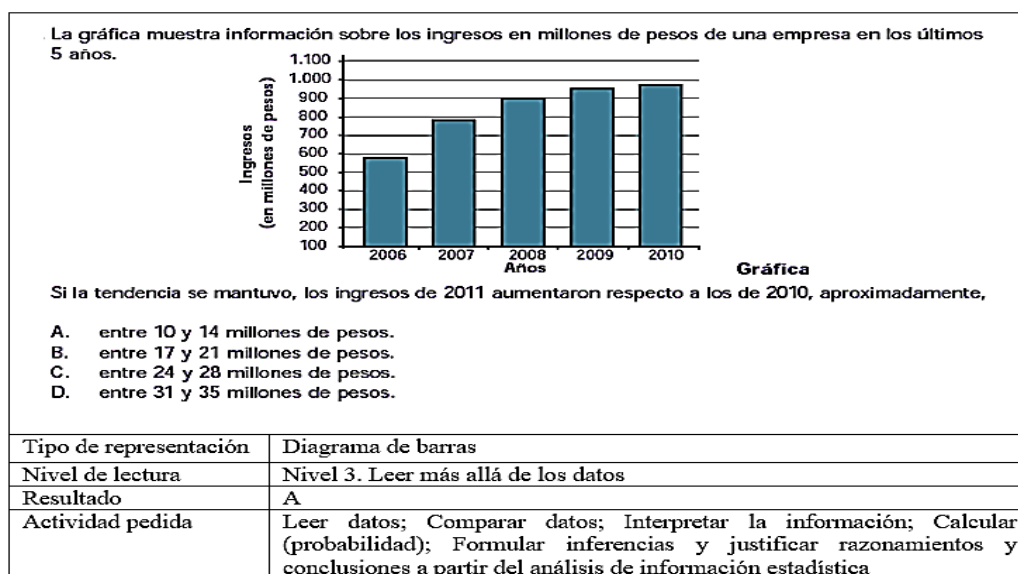 La gráfica muestra información sobre los ingresos en millones de pesos de una empresa en los últimos
5 años.
1.100
1.000
900
800
700
600
500
400
300
200
100
Ingresos
(en millones de pesos)
2006 2007 2008 2009 2010
Años
Gráfica
Si la tendencia se mantuvo, los ingresos de 2011 aumentaron respecto a los de 2010, aproximadamente,
A. entre 10 y 14 millones de pesos.
B. entre 17 y 21 millones de pesos.
C. entre 24 y 28 millones de pesos.
D. entre 31 y 35 millones de pesos.
Tipo de representación Diagrama de barras
Nivel de lectura Nivel 3. Leer más allá de los datos
Resultado A
Actividad pedida Leer datos; Comparar datos; Interpretar la información; Calcular
(probabilidad); Formular inferencias y justificar razonamientos y
conclusiones a partir del análisis de información estadística